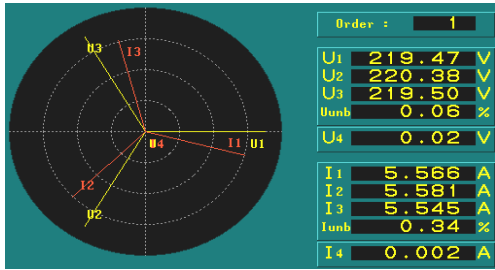 U3
I3
U4
I1
U1
I2
U2
Order : 1
U1 219.47 V
U2 220.38 V
U3 219.50 V
Uunb 0.06 %
U4 0.02 V
I1 5.566 A
I2 5.581 A
I3 5.545 A
Iunb 0.34 %
I4 0.002 A